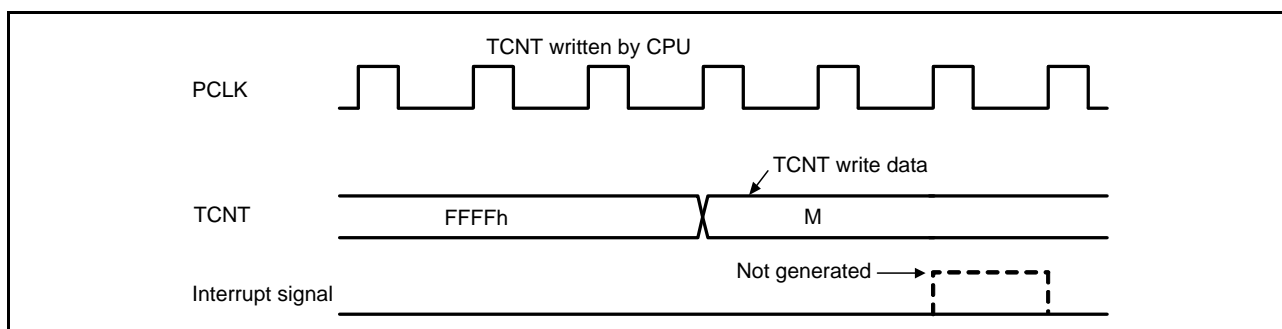 TCNT written by CPU
PCLK
TCNT write data
TCNT
FFFFh
M
Not generated
Interrupt signal